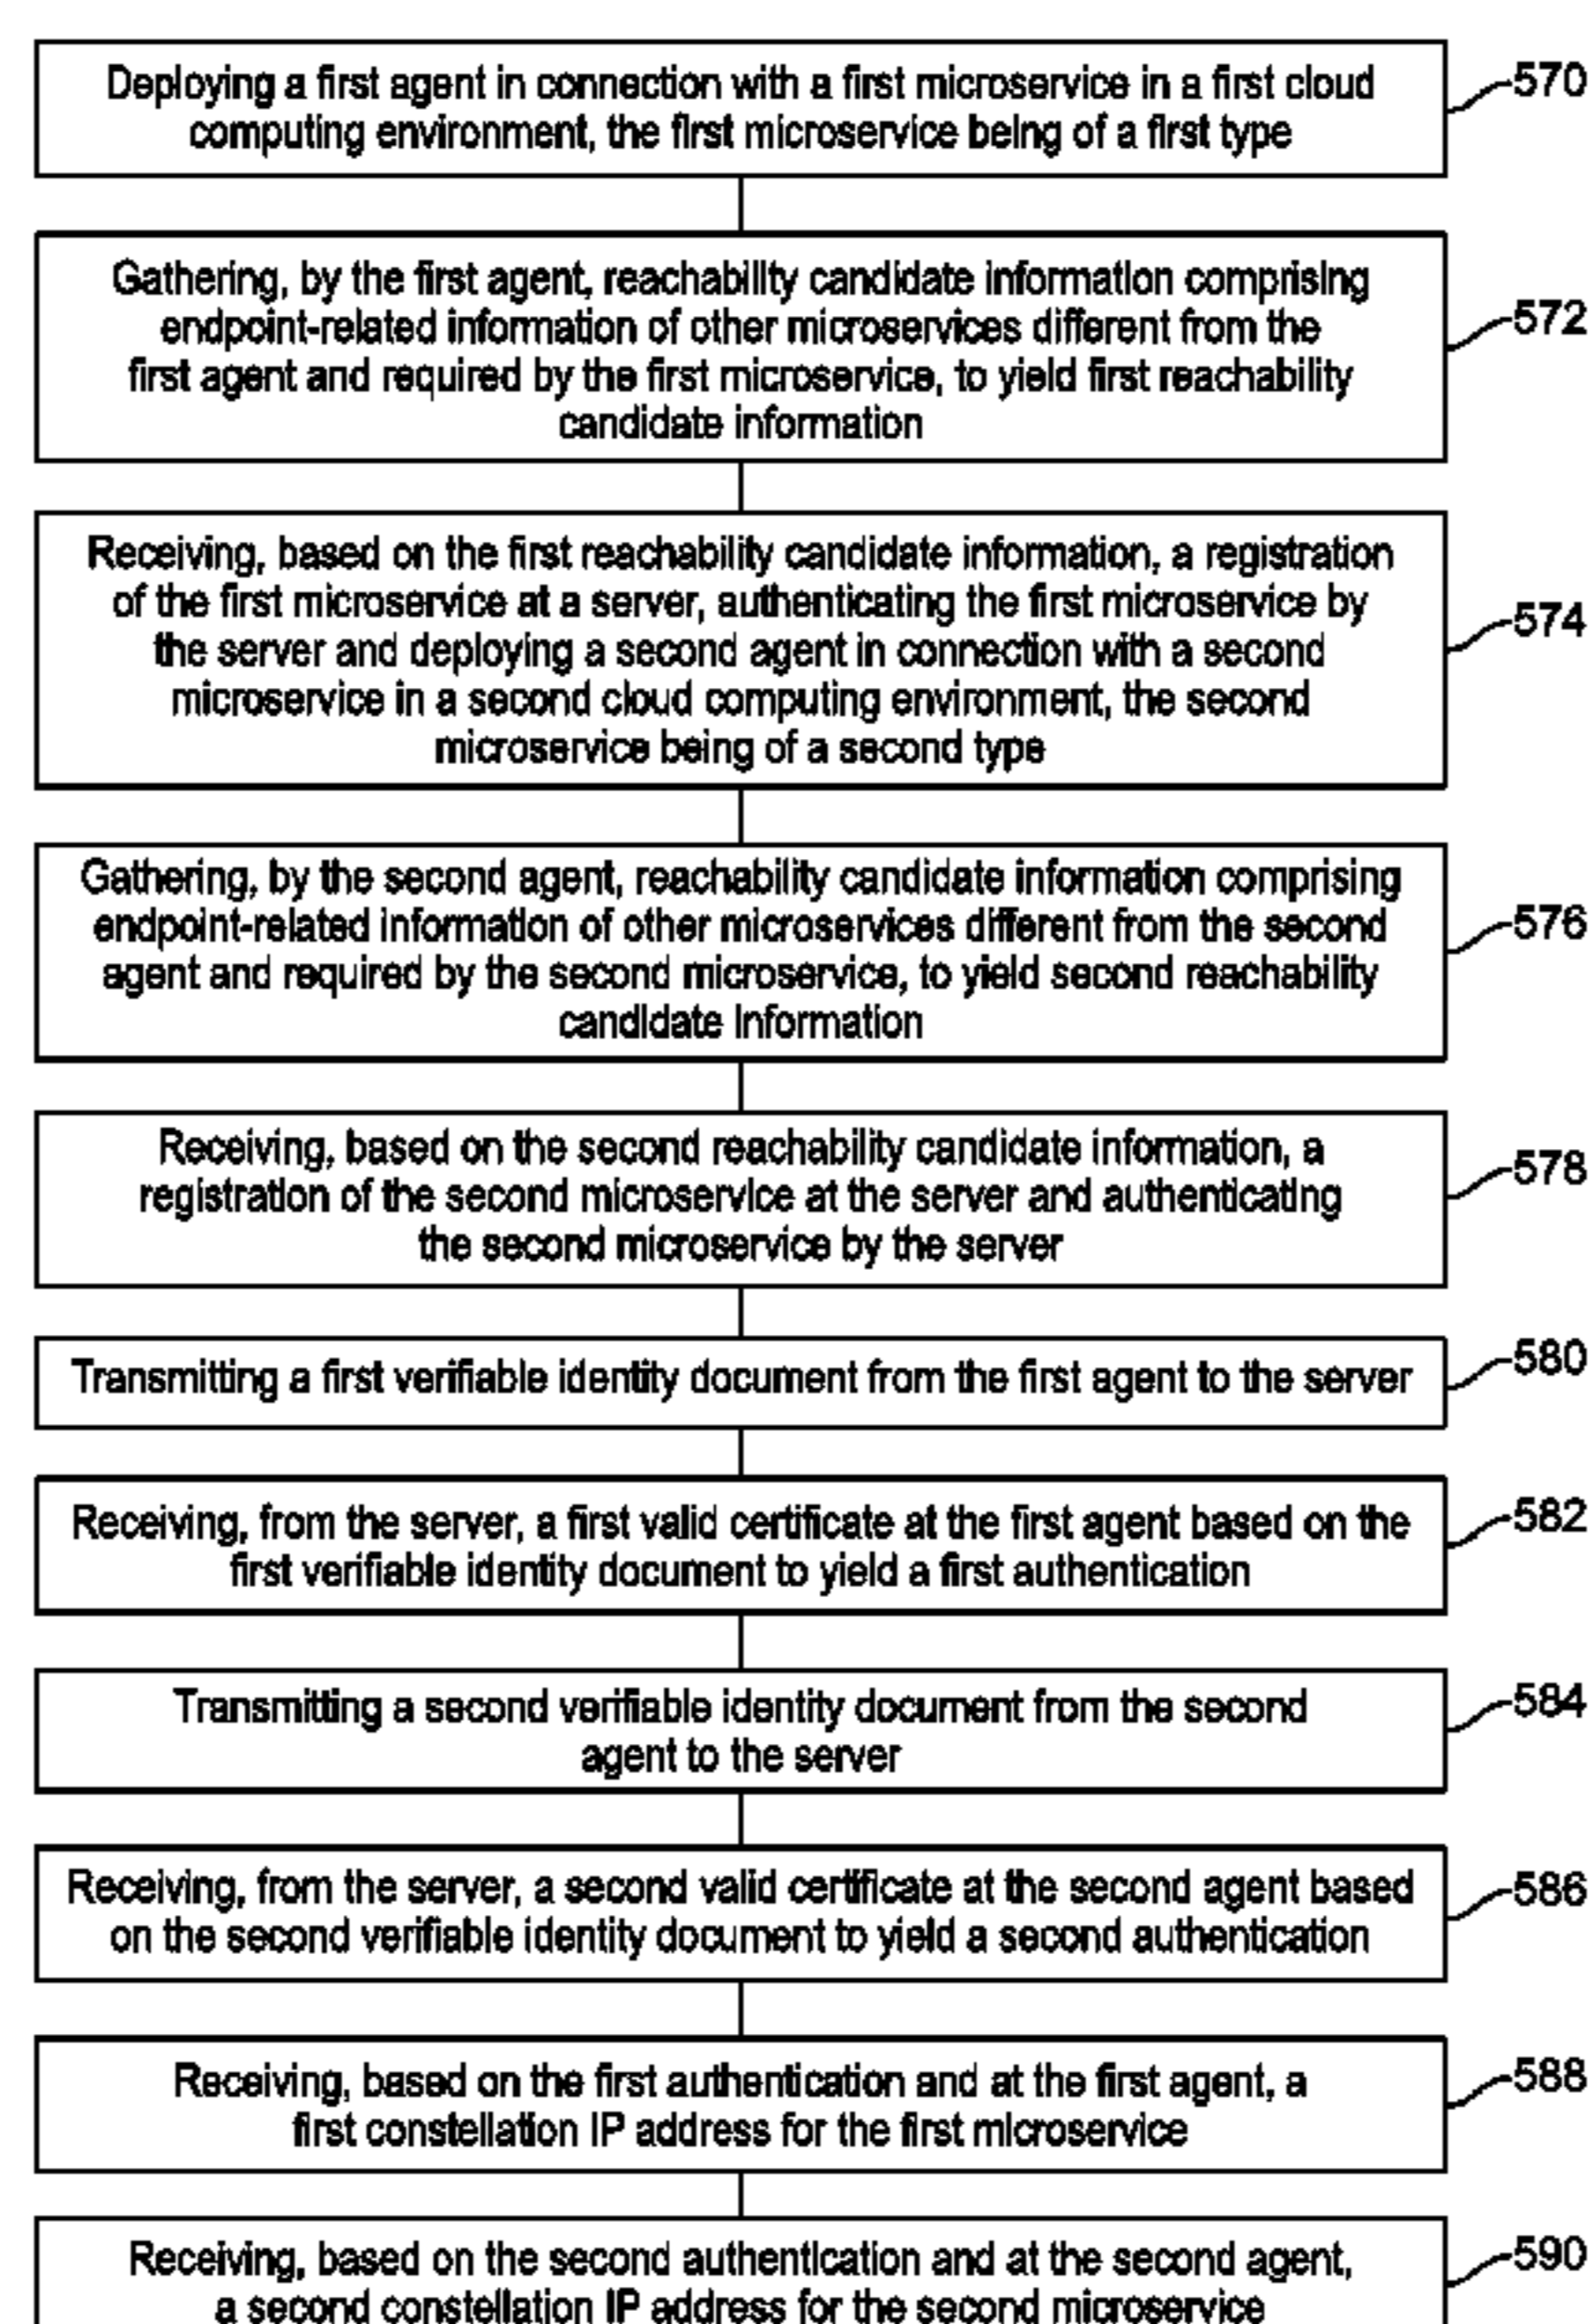 Deploying a first agent in connection with a first microservice in a first cloud
computing environment, the first microservice being of a first type
570
Gathering, by the first agent, reachability candidate information comprising
endpoint-related information of other microservices different from the
first agent and required by the first microservice, to yield first reachability
candidate information
572
Receiving, based on the first reachability candidate information, a registration
of the first microservice at a server, authenticating the first microservice by
the server and deploying a second agent in connection with a second
microservice in a second cloud computing environment, the second
microservice being of a second type
574
Gathering, by the second agent, reachability candidate information comprising
endpoint-related information of other microservices different from the second
agent and required by the second microservice, to yield second reachability
candidate information
576
Receiving, based on the second reachability candidate information, a
registration of the second microservice at the server and authenticating
the second microservice by the server
578
Transmitting a first verifiable identity document from the first agent to the server
580
Receiving, from the server, a first valid certificate at the first agent based on the
first verifiable identity document to yield a first authentication
582
Transmitting a second verifiable identity document from the second
agent to the server
584
Receiving, from the server, a second valid certificate at the second agent based
on the second verifiable identity document to yield a second authentication
586
Receiving, based on the first authentication and at the first agent, a
first constellation IP address for the first microservice
588
Receiving, based on the second authentication and at the second agent,
a second constellation IP address for the second microservice
590